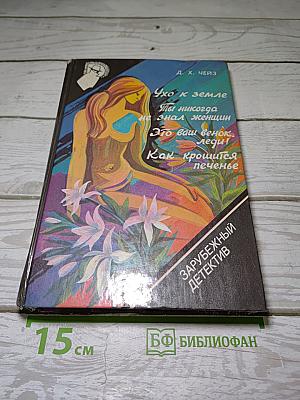 Д. Х. ЧЕЙЗ
Ухо к земле
Ты никогда
не знал женщин
Это ваш венок,
леди!
Как крошится
печенье
ЗАРУБЕЖНЫЙ
ДЕТЕКТИВ
15 см
БФ БИБЛИОФАН